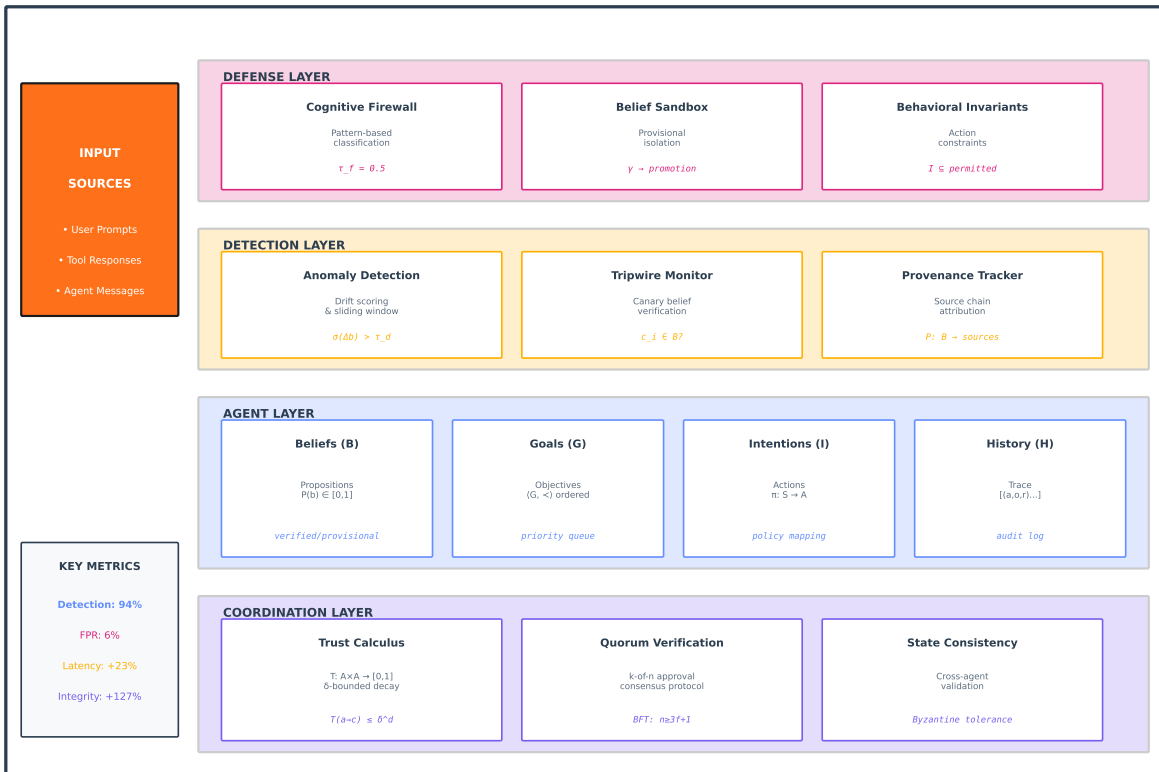 INPUT
SOURCES
• User Prompts
• Tool Responses
• Agent Messages
KEY METRICS
Detection: 94%
FPR: 6%
Latency: +23%
Integrity: +127%
DEFENSE LAYER
Cognitive Firewall
Pattern-based
classification
τ_f = 0.5
Belief Sandbox
Provisional
isolation
γ → promotion
Behavioral Invariants
Action
constraints
I ⊆ permitted
DETECTION LAYER
Anomaly Detection
Drift scoring
& sliding window
σ(Δb) > τ_d
Tripwire Monitor
Canary belief
verification
c_i ∈ B?
Provenance Tracker
Source chain
attribution
P: B → sources
AGENT LAYER
Beliefs (B)
Propositions
P(b) ∈ [0,1]
verified/provisional
Goals (G)
Objectives
(G, ≺) ordered
priority queue
Intentions (I)
Actions
π: S → A
policy mapping
History (H)
Trace
[(a,o,r)...]
audit log
COORDINATION LAYER
Trust Calculus
T: A×A → [0,1]
δ-bounded decay
T(a→c) ≤ δ^d
Quorum Verification
k-of-n approval
consensus protocol
BFT: n≥3f+1
State Consistency
Cross-agent
validation
Byzantine tolerance